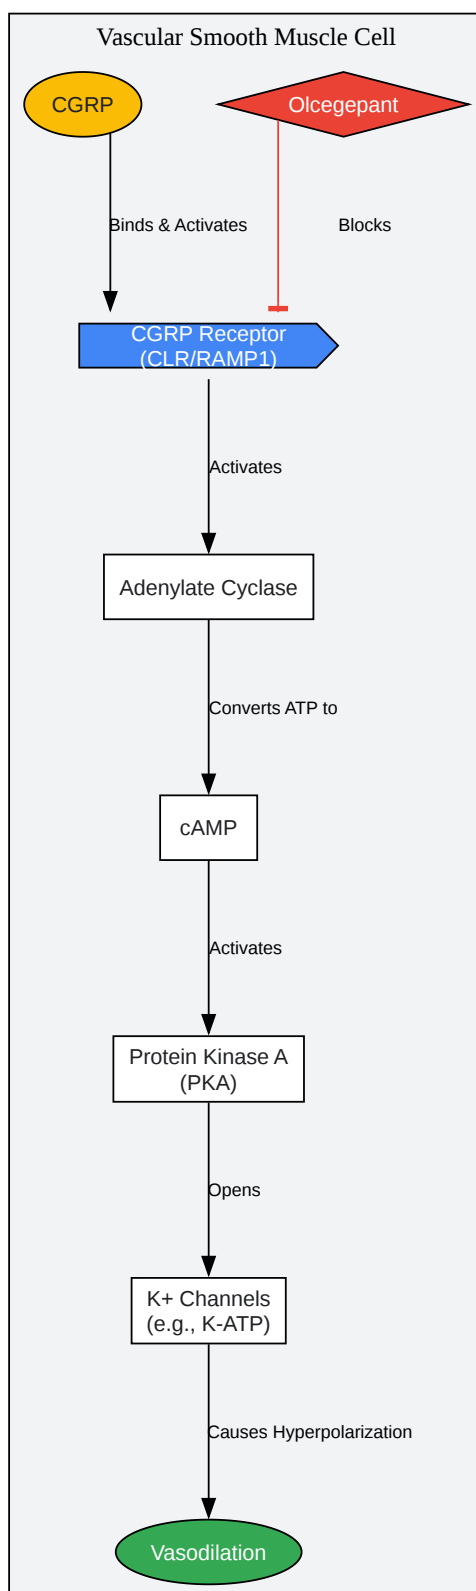 Vascular Smooth Muscle Cell
CGRP
Olcegepant
Binds & Activates
Blocks
CGRP Receptor
(CLR/RAMP1)
Activates
Adenylate Cyclase
Converts ATP to
cAMP
Activates
Protein Kinase A
(PKA)
Opens
K+ Channels
(e.g., K-ATP)
Causes Hyperpolarization
Vasodilation